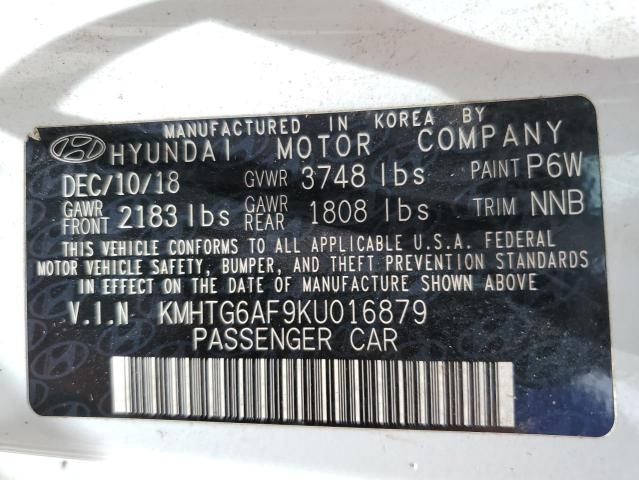 MANUFACTURED IN KOREA BY
HYUNDAI MOTOR COMPANY
DEC/10/18 GVWR 3748 lbs PAINT P6W
GAWR FRONT 2183 lbs GAWR REAR 1808 lbs TRIM NNB
THIS VEHICLE CONFORMS TO ALL APPLICABLE U.S.A. FEDERAL
MOTOR VEHICLE SAFETY, BUMPER, AND THEFT PREVENTION STANDARDS
IN EFFECT ON THE DATE OF MANUFACTURE SHOWN ABOVE
V.I.N KMHTG6AF9KU016879
PASSENGER CAR